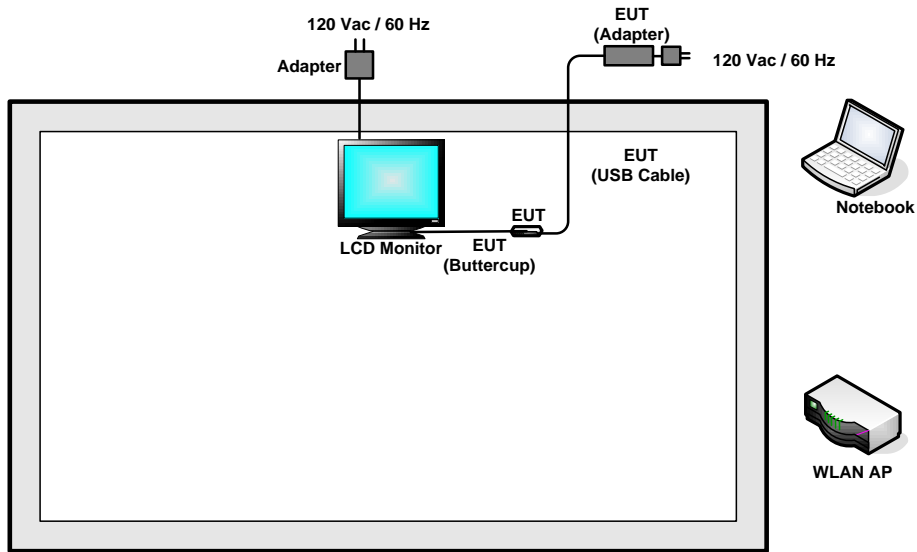 120 Vac / 60 Hz
Adapter
EUT
(Adapter)
120 Vac / 60 Hz
EUT
(USB Cable)
Notebook
EUT
LCD Monitor
EUT
(Buttercup)
WLAN AP